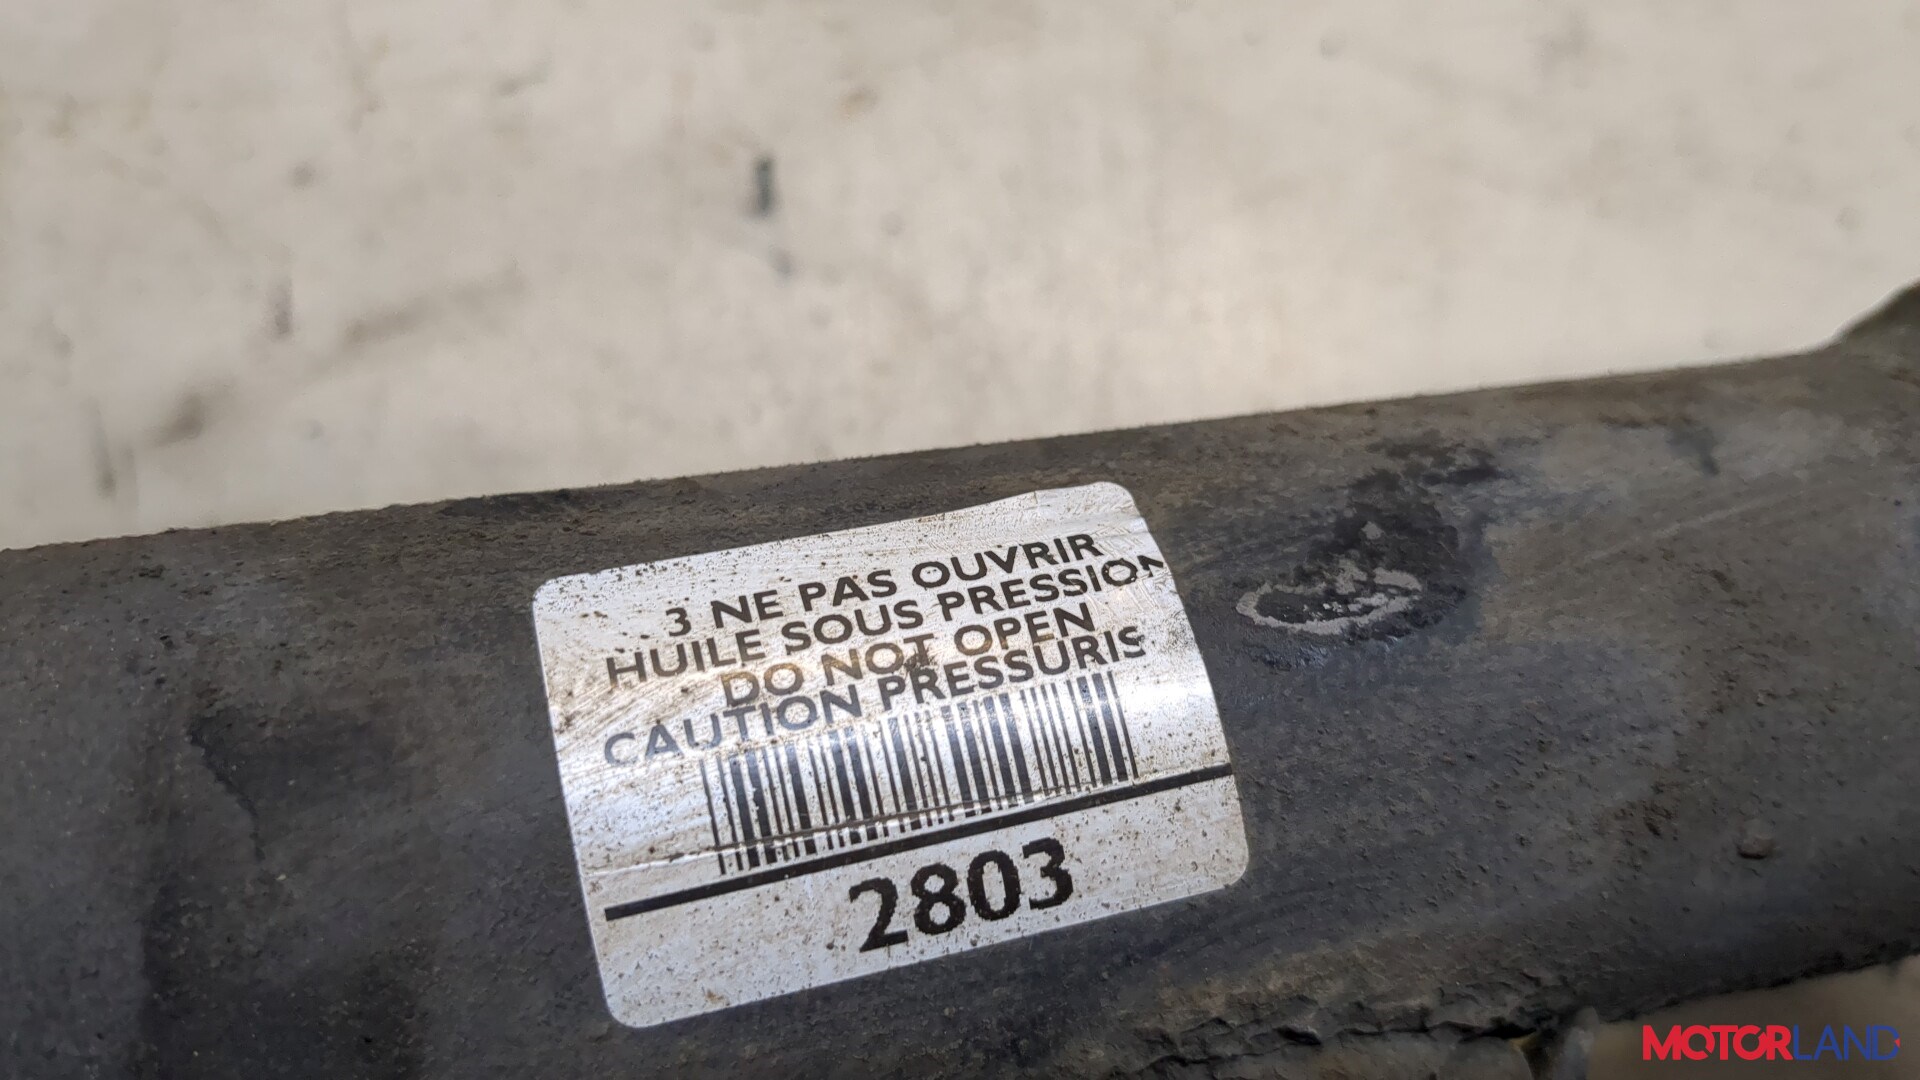 3 NE PAS OUVRIR
HUILE SOUS PRESSION
DO NOT OPEN
CAUTION PRESSURIS
2803
MOTORLAND